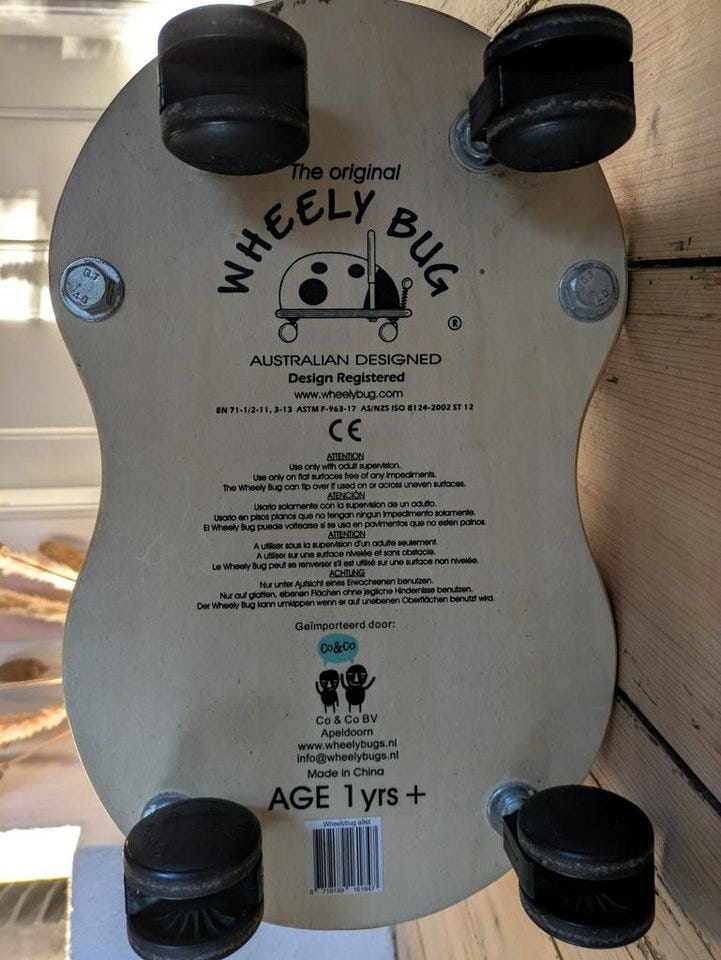 The original
WHEELY BUG
®
AUSTRALIAN DESIGNED
Design Registered
www.wheelybug.com
EN 71-1/2-11, 3-13 ASTM F-963-17 AS/NZS ISO 8124-2002 ST 12
CE
ATTENTION
Use only with adult supervision.
Use only on flat surfaces free of any impediments.
The Wheely Bug can tip over if used on or across uneven surfaces.
ATENCIÓN
Usarlo solamente con la supervision de un adulto.
Usarlo en pisos planos que no tengan ningun impedimento solamente.
El Wheely Bug puede voltearse si se usa en pavimentos que no esten planos.
ATTENTION
A utiliser sous la supervision d'un adulte seulement.
A utiliser sur une surface nivelée et sans obstacle.
Le Wheely Bug peut se renverser s'il est utilisé sur une surface non nivelée.
ACHTUNG
Nur unter Aufsicht eines Erwachsenen benutzen.
Nur auf glatten, ebenen Flächen ohne jegliche Hindernisse benutzen.
Der Wheely Bug kann umkippen wenn er auf unebenen Oberflächen benutzt wird.
Geïmporteerd door:
Co&Co
Co & Co BV
Apeldoorn
www.wheelybugs.nl
info@wheelybugs.nl
Made in China
AGE 1yrs +
8 719189 161847